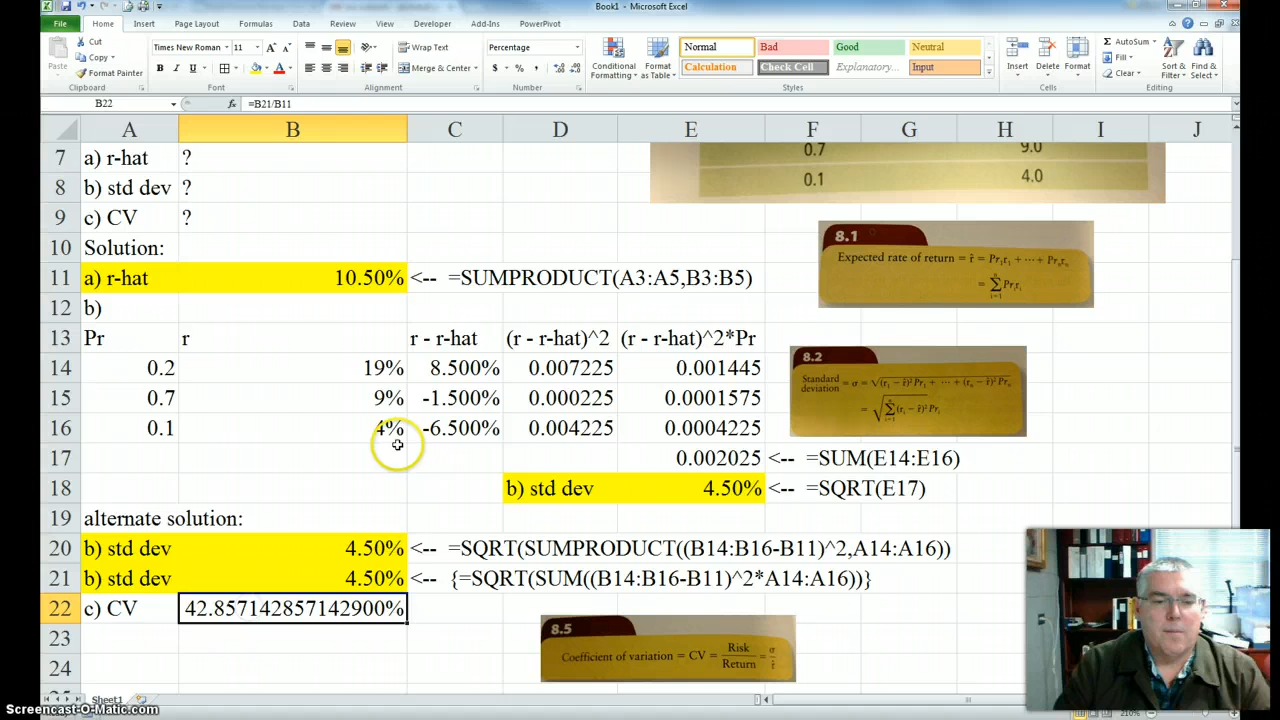 Book1 - Microsoft Excel
File Home Insert Page Layout Formulas Data Review View Developer Add-Ins PowerPivot
Cut
Copy
Format Painter
Paste
Clipboard
Times New Roman 11
B I U
Font
Wrap Text
Merge & Center
Alignment
Percentage
$ % ,
Number
Conditional Formatting
Format as Table
Normal Bad Good Neutral
Calculation Check Cell Explanatory... Input
Styles
Insert Delete Format
Cells
AutoSum
Fill
Clear
Sort & Filter
Find & Select
Editing
B22 fx =B21/B11
A B C D E F G H I J
7 a) r-hat ? 0.7 9.0
8 b) std dev ? 0.1 4.0
9 c) CV ?
10 Solution:
11 a) r-hat 10.50% <-- =SUMPRODUCT(A3:A5,B3:B5)
12 b)
13 Pr r r - r-hat (r - r-hat)^2 (r - r-hat)^2*Pr
14 0.2 19% 8.500% 0.007225 0.001445
15 0.7 9% -1.500% 0.000225 0.0001575
16 0.1 4% -6.500% 0.004225 0.0004225
17 0.002025 <-- =SUM(E14:E16)
18 b) std dev 4.50% <-- =SQRT(E17)
19 alternate solution:
20 b) std dev 4.50% <-- =SQRT(SUMPRODUCT((B14:B16-B11)^2,A14:A16))
21 b) std dev 4.50% <-- {=SQRT(SUM((B14:B16-B11)^2*A14:A16))}
22 c) CV 42.857142857142900%
23
24
8.1
Expected rate of return = r̂ = Pr₁r₁ + ··· + Prₙrₙ
8.2
Standard deviation = σ = √(r₁ – r̂)² Pr₁ + ··· + (rₙ – r̂)² Prₙ
8.5
Coefficient of variation = CV = Risk/Return = σ/r̂
Sheet1
210%
Screencast-O-Matic.com